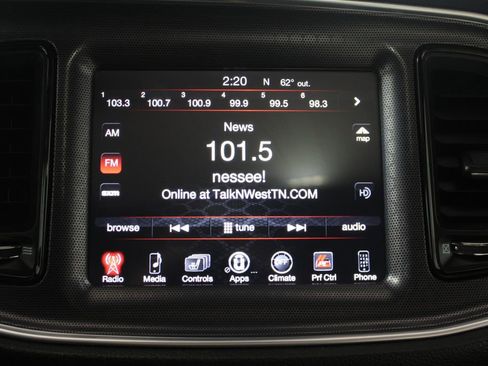 2:20 N 62° out.
1 103.3 2 100.7 3 100.9 4 99.9 5 99.5 6 98.3
AM
News
map
101.5
FM
nessee!
Online at TalkNWestTN.COM
HD
browse tune audio
Radio Media Controls Apps ... Climate OFF Prf Ctrl Phone